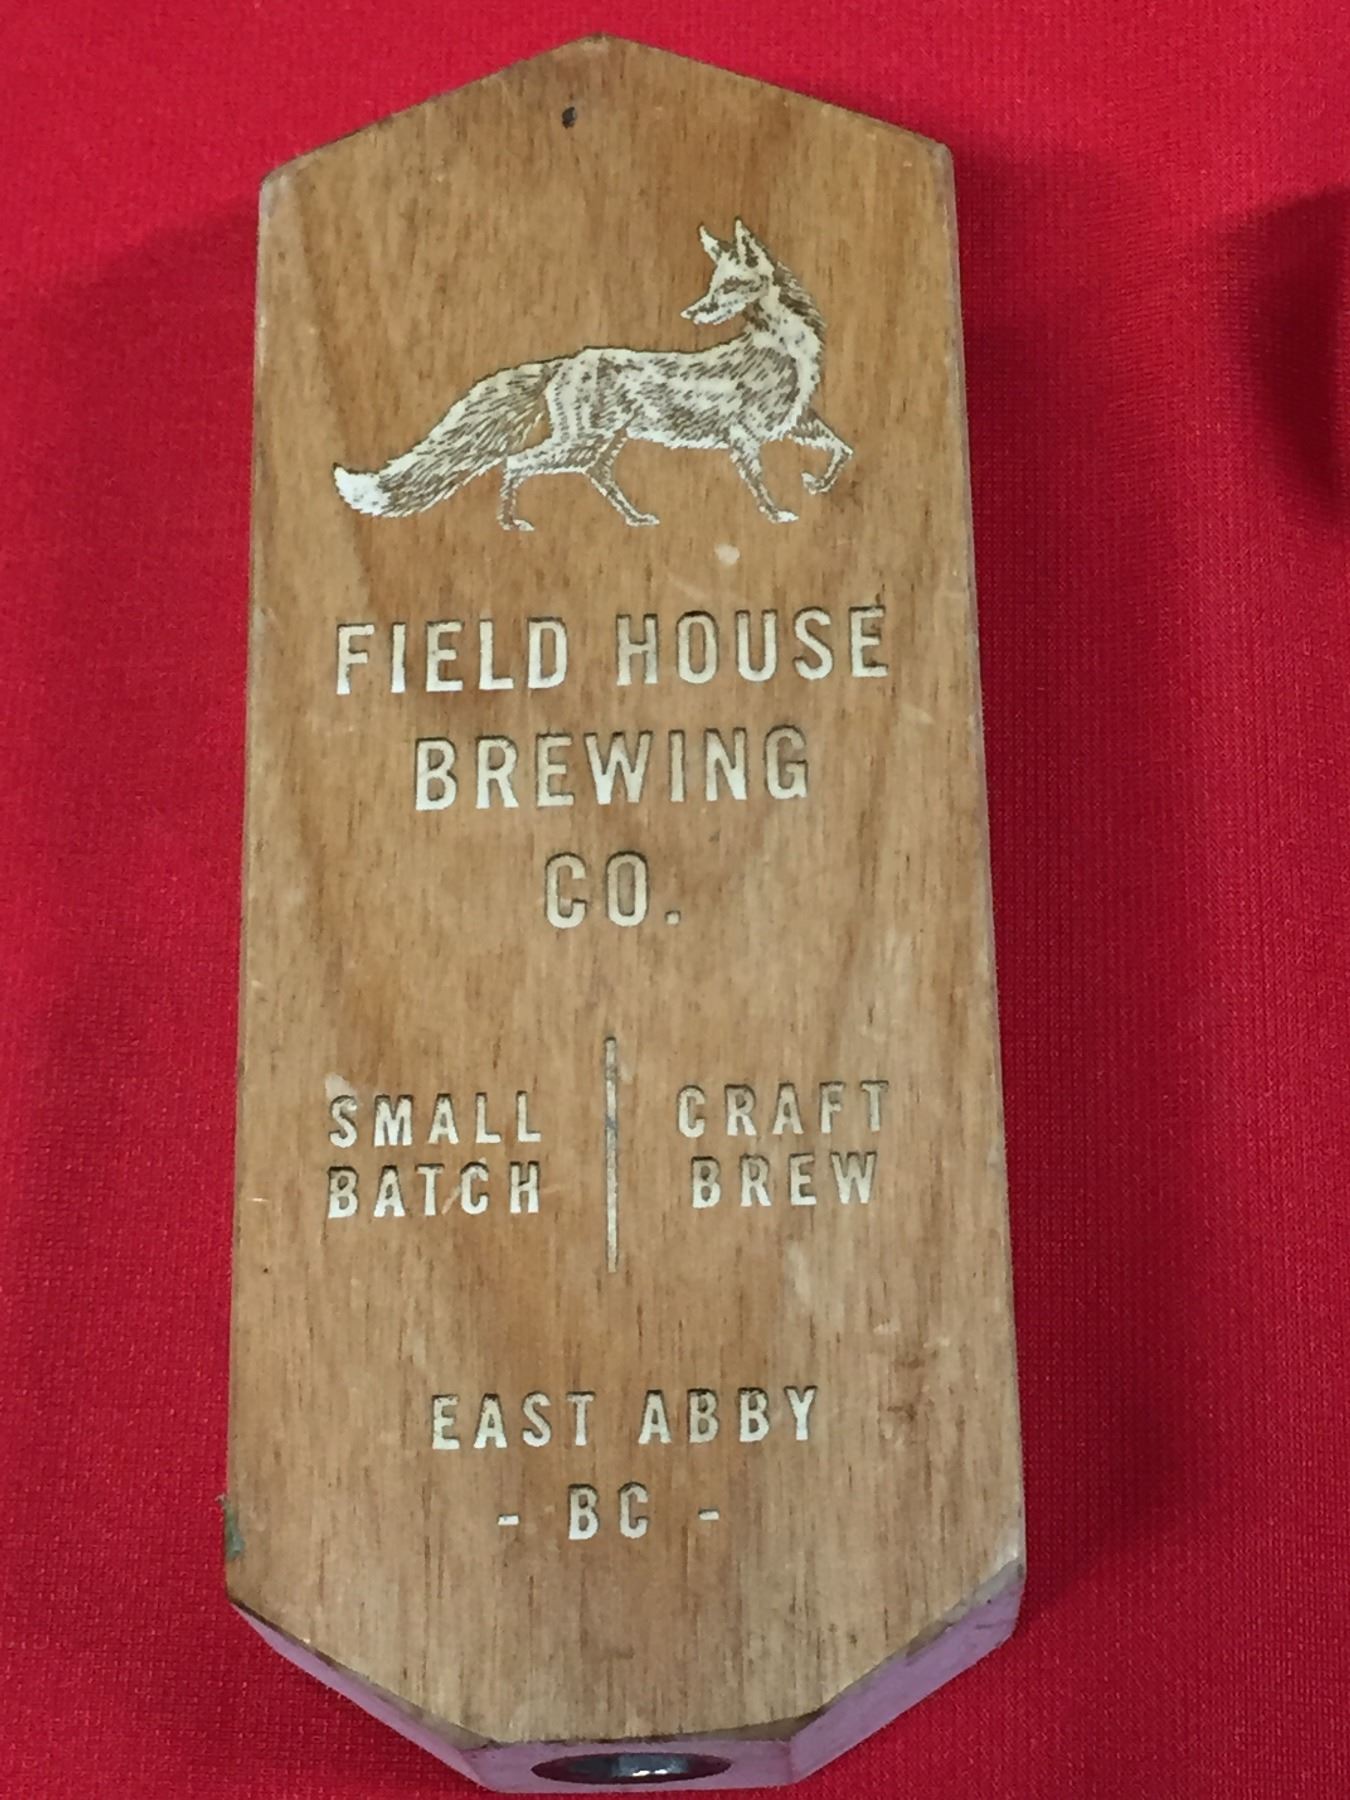 FIELD HOUSE
BREWING
CO.
SMALL
BATCH
CRAFT
BREW
EAST ABBY
- BC -